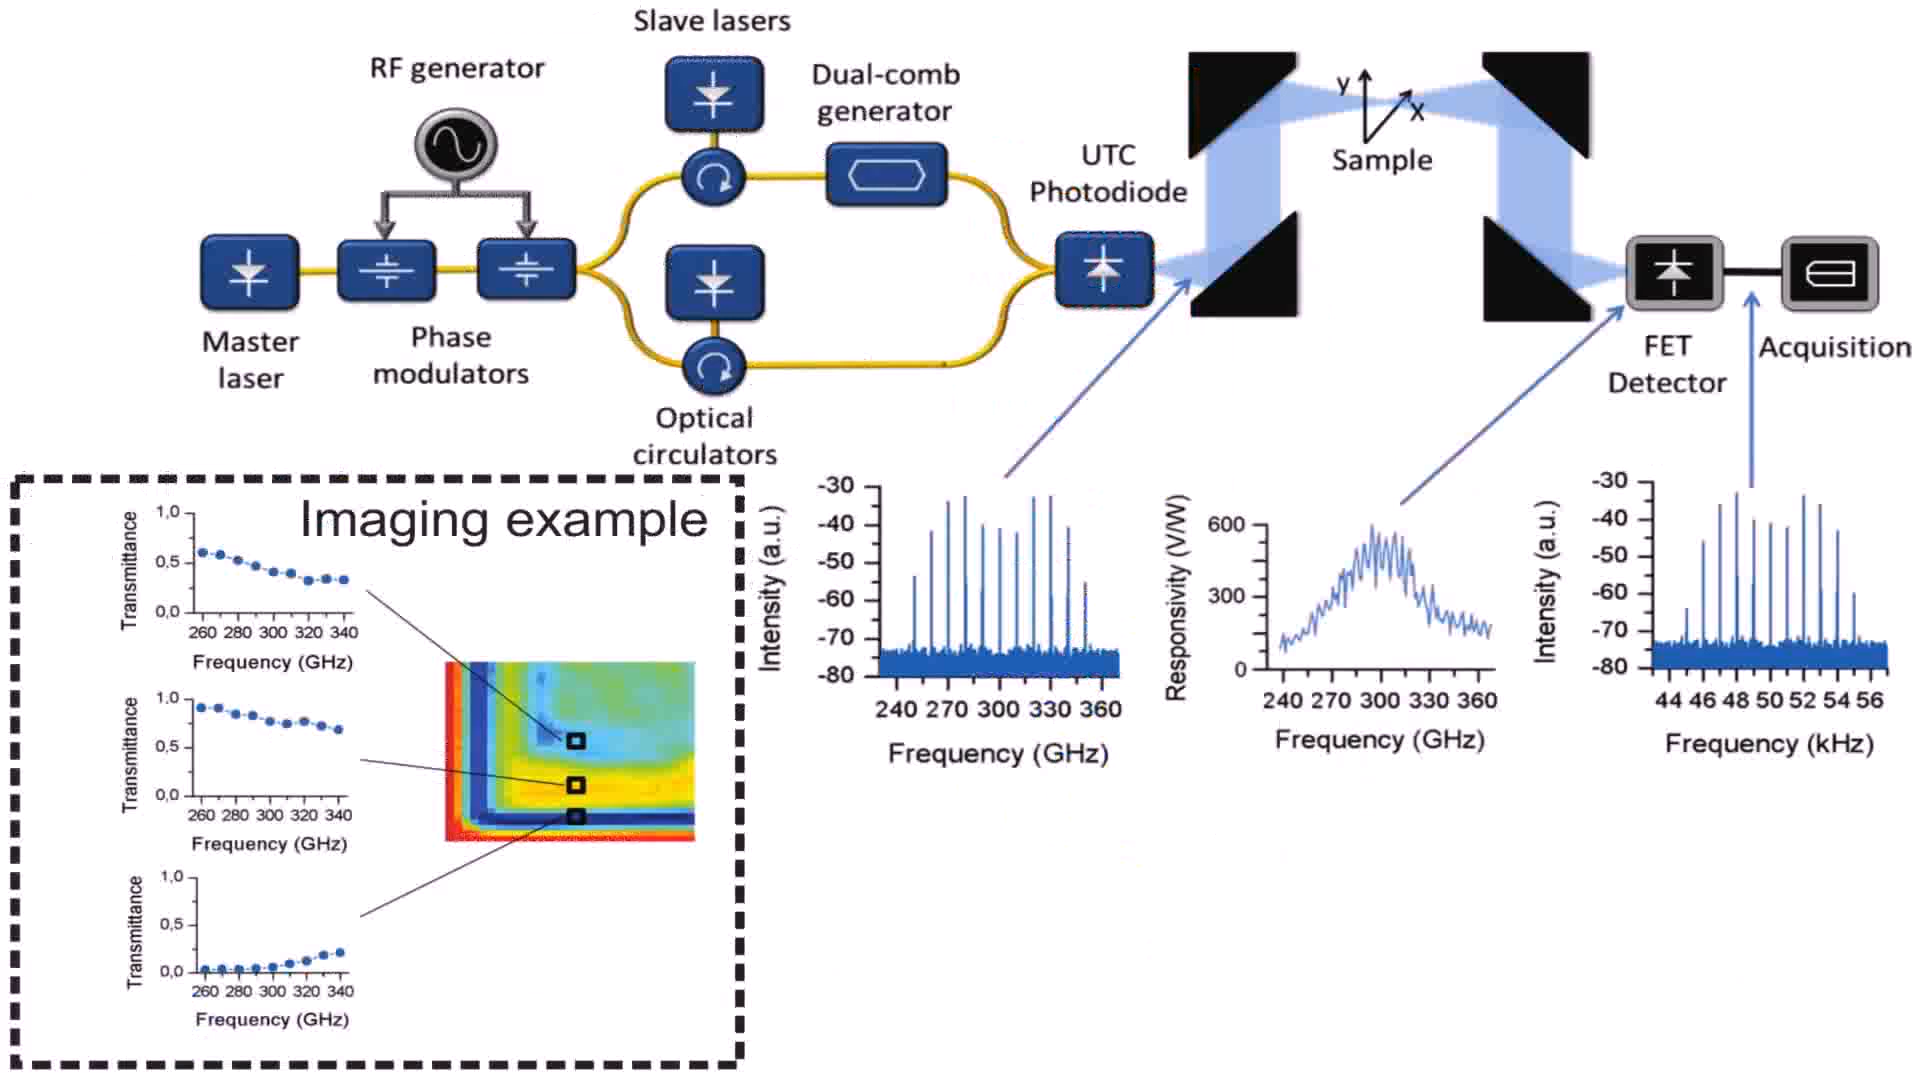 Slave lasers
RF generator
Dual-comb
generator
UTC
Photodiode
y
x
Sample
Master
laser
Phase
modulators
Optical
circulators
FET
Detector
Acquisition
Imaging example
Transmittance
1,0
0,5
0,0
260 280 300 320 340
Frequency (GHz)
Transmittance
1,0
0,5
0,0
260 280 300 320 340
Frequency (GHz)
Transmittance
1,0
0,5
0,0
260 280 300 320 340
Frequency (GHz)
Intensity (a.u.)
-30
-40
-50
-60
-70
-80
240 270 300 330 360
Frequency (GHz)
Responsivity (V/W)
600
300
0
240 270 300 330 360
Frequency (GHz)
Intensity (a.u.)
-30
-40
-50
-60
-70
-80
44 46 48 50 52 54 56
Frequency (kHz)